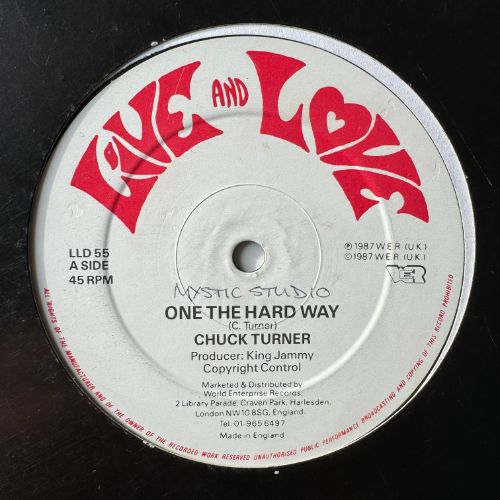 LIVE AND LOVE
LLD 55
A SIDE
45 RPM
℗1987 W.E.R. (U.K.)
©1987 W.E.R. (U.K.)
WER
MYSTIC STUDIO
ONE THE HARD WAY
(C. Turner)
CHUCK TURNER
Producer: King Jammy
Copyright Control
Marketed & Distributed by
World Enterprise Records:
2 Library Parade, Craven Park, Harlesden,
London NW10 8SG, England.
Tel: 01-965 6497
Made in England
ALL RIGHTS OF THE MANUFACTURER AND OF THE OWNER OF THE RECORDED WORK RESERVED UNAUTHORISED PUBLIC PERFORMANCE BROADCASTING AND COPYING OF THIS RECORD PROHIBITED